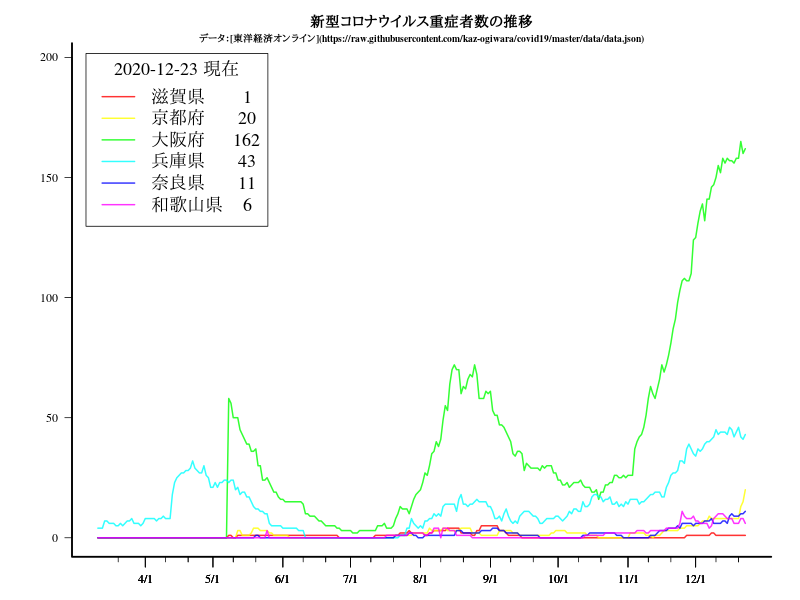 新型コロナウイルス重症者数の推移
データ:[東洋経済オンライン](https://raw.githubusercontent.com/kaz-ogiwara/covid19/master/data/data.json)
2020-12-23 現在
滋賀県 1
京都府 20
大阪府 162
兵庫県 43
奈良県 11
和歌山県 6
200
150
100
50
0
4/1 5/1 6/1 7/1 8/1 9/1 10/1 11/1 12/1